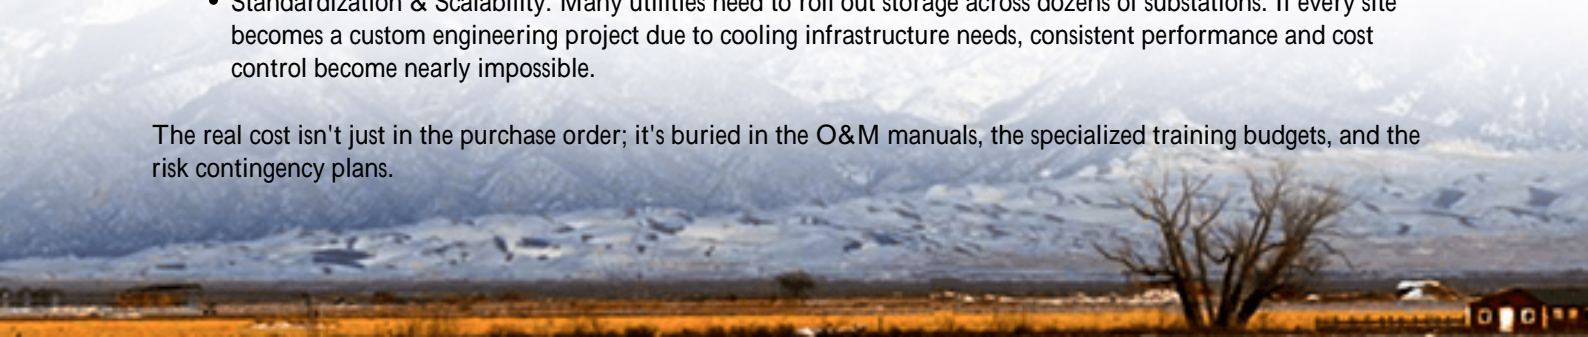 • Standardization & Scalability: Many utilities need to roll out storage across dozens of substations. If every site
becomes a custom engineering project due to cooling infrastructure needs, consistent performance and cost
control become nearly impossible.
The real cost isn't just in the purchase order; it's buried in the O&M manuals, the specialized training budgets, and the
risk contingency plans.